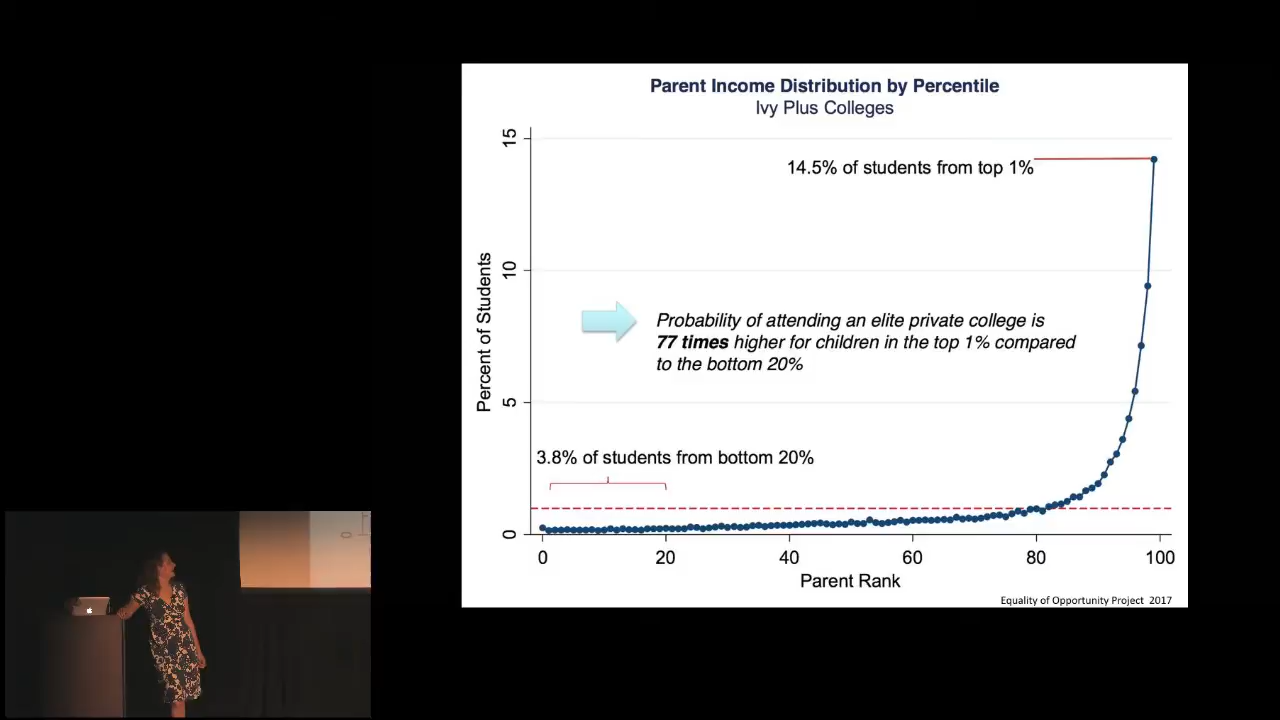 Parent Income Distribution by Percentile
Ivy Plus Colleges
15
10
5
0
Percent of Students
14.5% of students from top 1%
Probability of attending an elite private college is
77 times higher for children in the top 1% compared
to the bottom 20%
3.8% of students from bottom 20%
0 20 40 60 80 100
Parent Rank
Equality of Opportunity Project 2017